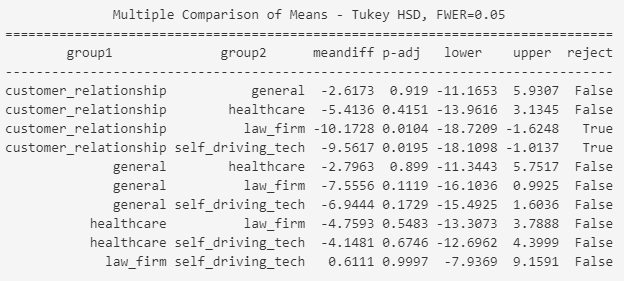 Multiple Comparison of Means - Tukey HSD, FWER=0.05
===================================================================================
group1 group2 meandiff p-adj lower upper reject
-----------------------------------------------------------------------------------
customer_relationship general -2.6173 0.919 -11.1653 5.9307 False
customer_relationship healthcare -5.4136 0.4151 -13.9616 3.1345 False
customer_relationship law_firm -10.1728 0.0104 -18.7209 -1.6248 True
customer_relationship self_driving_tech -9.5617 0.0195 -18.1098 -1.0137 True
general healthcare -2.7963 0.899 -11.3443 5.7517 False
general law_firm -7.5556 0.1119 -16.1036 0.9925 False
general self_driving_tech -6.9444 0.1729 -15.4925 1.6036 False
healthcare law_firm -4.7593 0.5483 -13.3073 3.7888 False
healthcare self_driving_tech -4.1481 0.6746 -12.6962 4.3999 False
law_firm self_driving_tech 0.6111 0.9997 -7.9369 9.1591 False